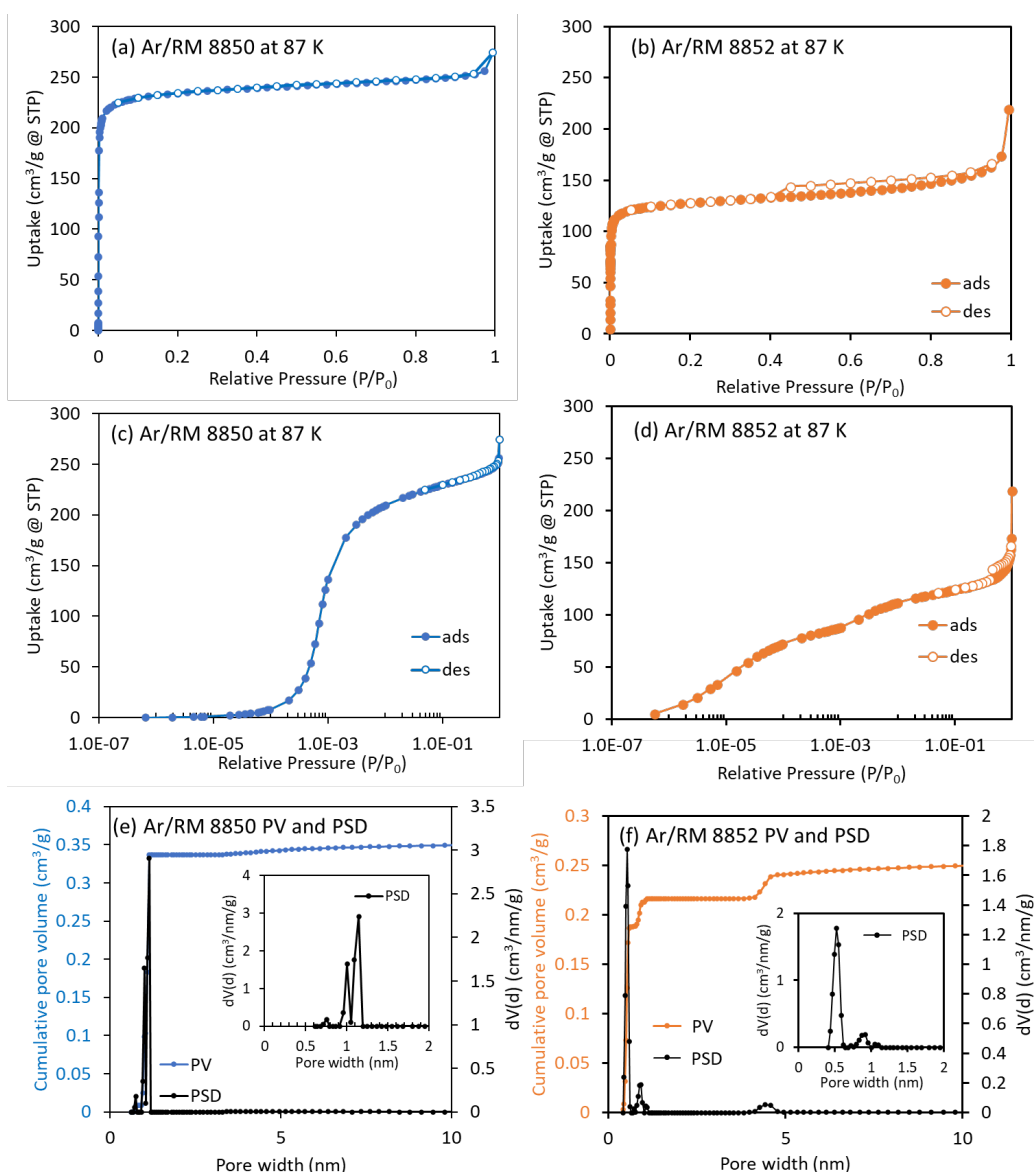 (a) Ar/RM 8850 at 87 K
Uptake (cm³/g @ STP)
300
250
200
150
100
50
0
0 0.2 0.4 0.6 0.8 1
Relative Pressure (P/P₀)
(b) Ar/RM 8852 at 87 K
Uptake (cm³/g @ STP)
300
250
200
150
100
50
0
ads
des
0 0.2 0.4 0.6 0.8 1
Relative Pressure (P/P₀)
(c) Ar/RM 8850 at 87 K
Uptake (cm³/g @ STP)
300
250
200
150
100
50
0
ads
des
1.0E-07 1.0E-05 1.0E-03 1.0E-01
Relative Pressure (P/P₀)
(d) Ar/RM 8852 at 87 K
Uptake (cm³/g @ STP)
300
250
200
150
100
50
0
ads
des
1.0E-07 1.0E-05 1.0E-03 1.0E-01
Relative Pressure (P/P₀)
(e) Ar/RM 8850 PV and PSD
Cumulative pore volume (cm³/g)
0.4
0.35
0.3
0.25
0.2
0.15
0.1
0.05
0
3.5
3
2.5
2
1.5
1
0.5
0
dV(d) (cm³/nm/g)
PSD
dV(d) (cm³/nm/g)
4
3
2
1
0
0 0.5 1 1.5 2
Pore width (nm)
PV
PSD
0 5 10
Pore width (nm)
(f) Ar/RM 8852 PV and PSD
Cumulative pore volume (cm³/g)
0.3
0.25
0.2
0.15
0.1
0.05
0
2
1.8
1.6
1.4
1.2
1
0.8
0.6
0.4
0.2
0
dV(d) (cm³/nm/g)
PSD
dV(d) (cm³/nm/g)
2
1
0
0 0.5 1 1.5 2
Pore width (nm)
PV
PSD
0 5 10
Pore width (nm)